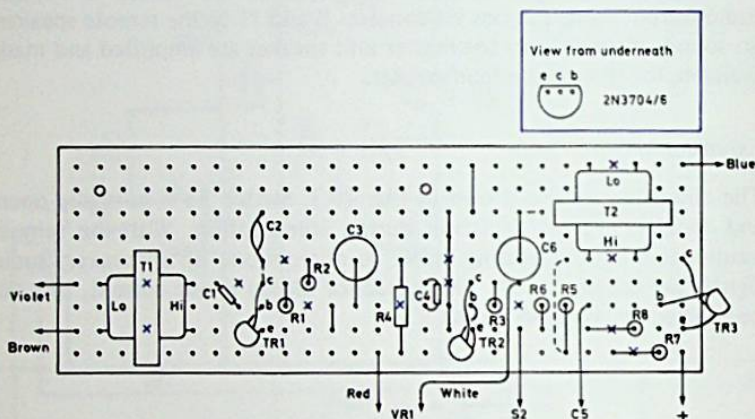 View from underneath
e c b
2N3704/6
Blue
Lo
T2
Hi
C2
C3
C6
c
T1
R2
Violet
Lo
Hi
C1
b
R1
R4
C4
c
b
R3
R6
R5
b
TR3
e
Brown
e
TR1
e
TR2
R8
R7
Red
White
VR1
S2
C5
+